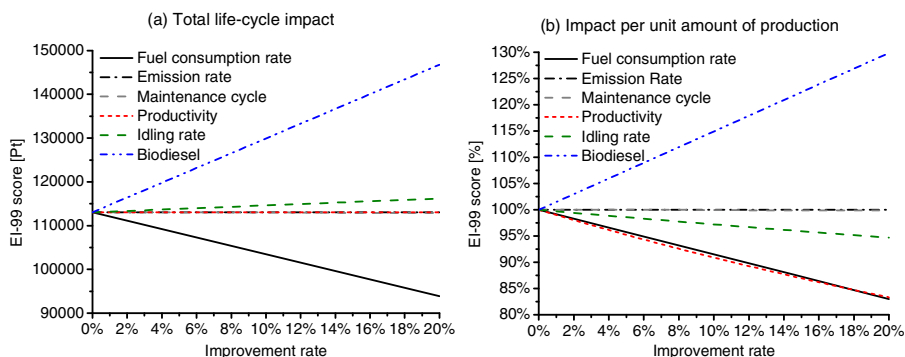 (a) Total life-cycle impact
EI-99 score [Pt]
150000
140000
130000
120000
110000
100000
90000
Fuel consumption rate
Emission rate
Maintenance cycle
Productivity
Idling rate
Biodiesel
0% 2% 4% 6% 8% 10% 12% 14% 16% 18% 20%
Improvement rate
(b) Impact per unit amount of production
EI-99 score [%]
130%
125%
120%
115%
110%
105%
100%
95%
90%
85%
80%
Fuel consumption rate
Emission Rate
Maintenance cycle
Productivity
Idling rate
Biodiesel
0% 2% 4% 6% 8% 10% 12% 14% 16% 18% 20%
Improvement rate